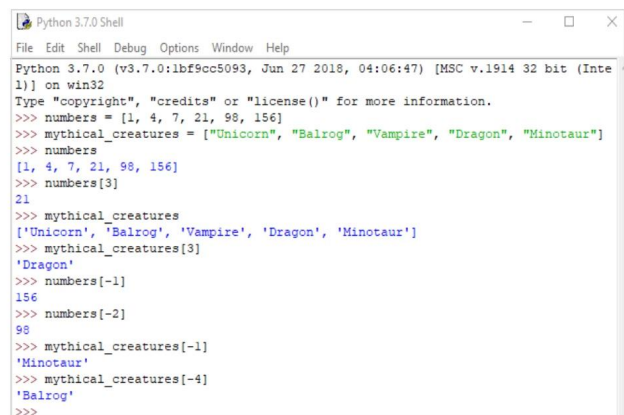 Python 3.7.0 Shell
File Edit Shell Debug Options Window Help
Python 3.7.0 (v3.7.0:1bf9cc5093, Jun 27 2018, 04:06:47) [MSC v.1914 32 bit (Inte
l)] on win32
Type "copyright", "credits" or "license()" for more information.
>>> numbers = [1, 4, 7, 21, 98, 156]
>>> mythical_creatures = ["Unicorn", "Balrog", "Vampire", "Dragon", "Minotaur"]
>>> numbers
[1, 4, 7, 21, 98, 156]
>>> numbers[3]
21
>>> mythical_creatures
['Unicorn', 'Balrog', 'Vampire', 'Dragon', 'Minotaur']
>>> mythical_creatures[3]
'Dragon'
>>> numbers[-1]
156
>>> numbers[-2]
98
>>> mythical_creatures[-1]
'Minotaur'
>>> mythical_creatures[-4]
'Balrog'
>>>